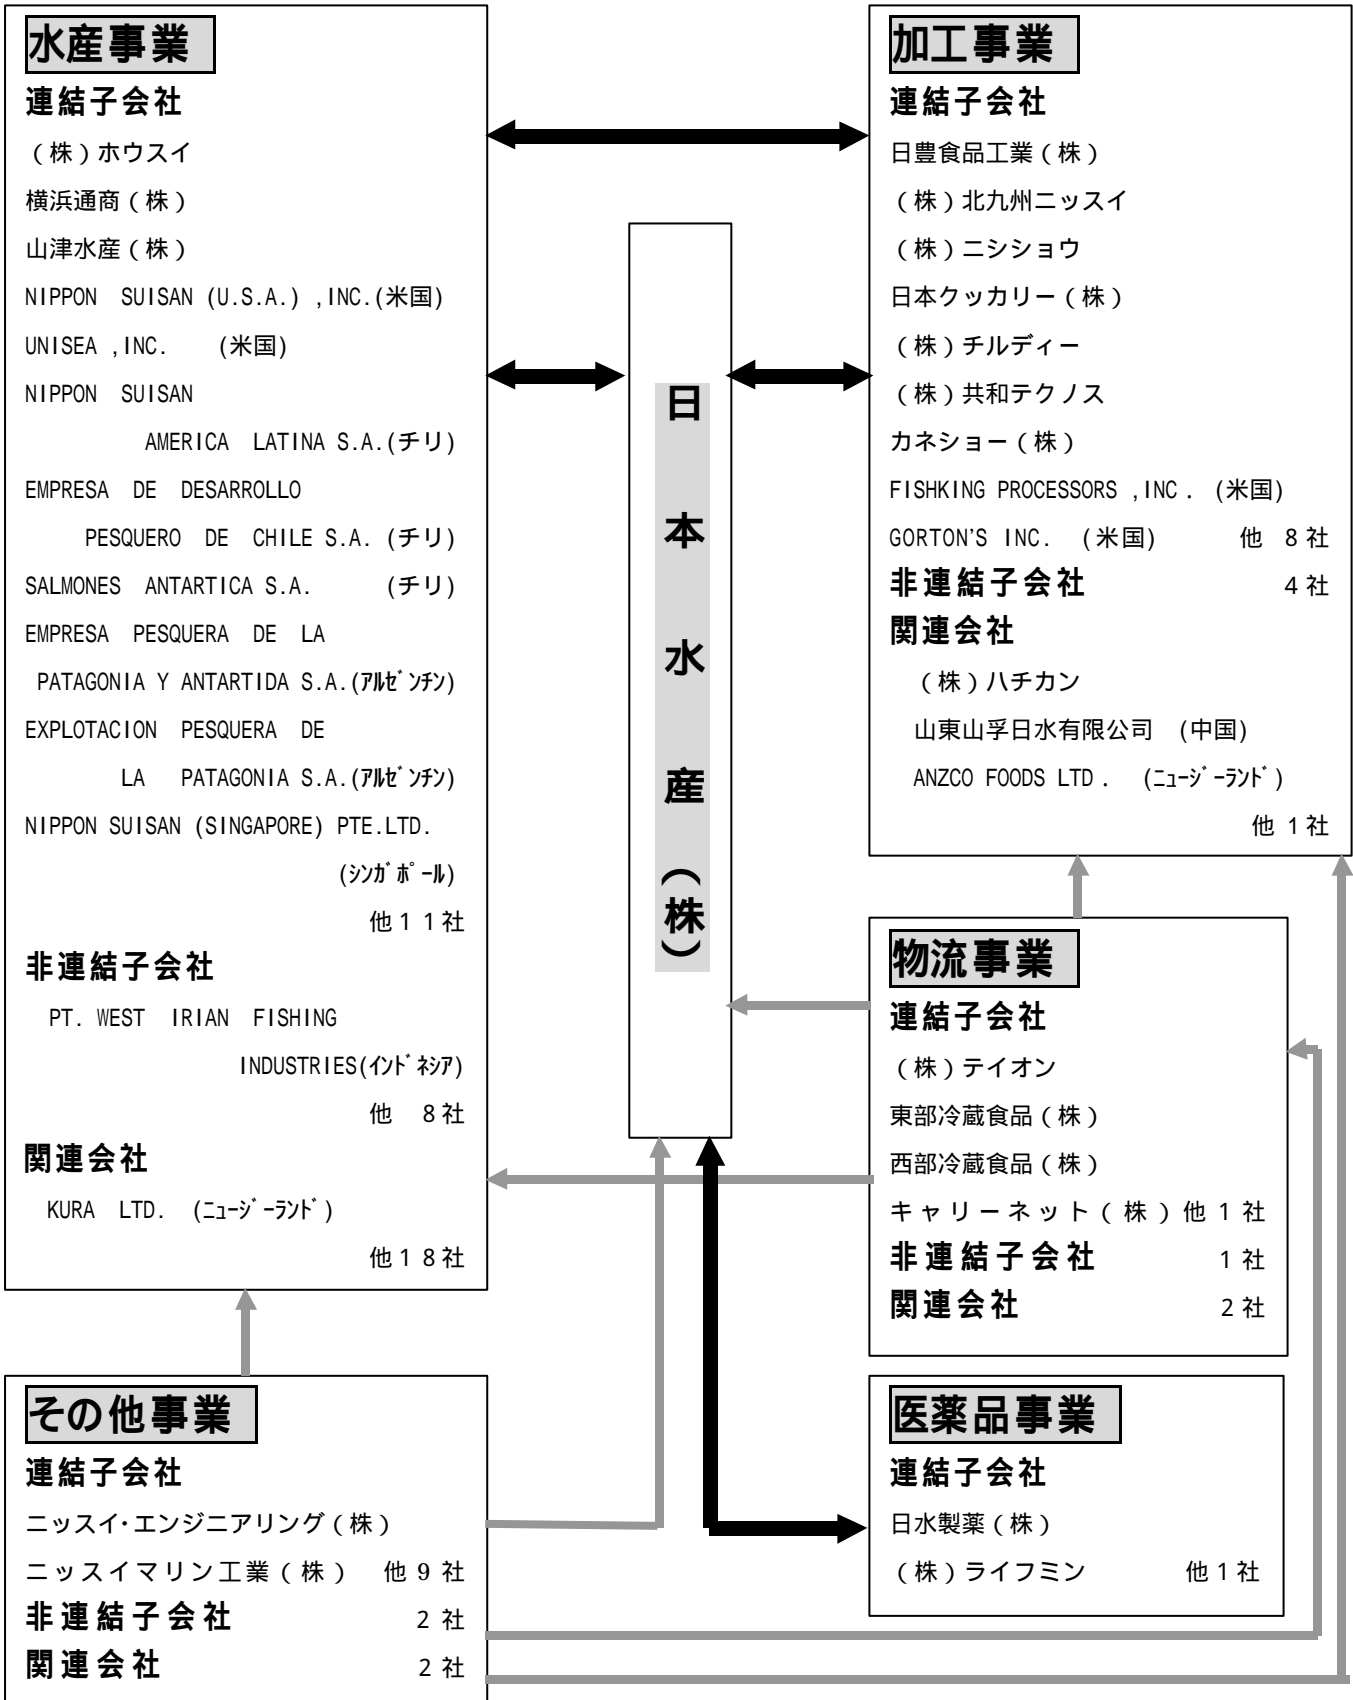 水産事業
連結子会社
（株）ホウスイ
横浜通商（株）
山津水産（株）
NIPPON SUISAN (U.S.A.) ,INC.(米国)
UNISEA ,INC. (米国)
NIPPON SUISAN
AMERICA LATINA S.A.(チリ)
EMPRESA DE DESARROLLO
PESQUERO DE CHILE S.A. (チリ)
SALMONES ANTARTICA S.A. (チリ)
EMPRESA PESQUERA DE LA
PATAGONIA Y ANTARTIDA S.A.(ｱﾙｾﾞﾝﾁﾝ)
EXPLOTACION PESQUERA DE
LA PATAGONIA S.A.(ｱﾙｾﾞﾝﾁﾝ)
NIPPON SUISAN (SINGAPORE) PTE.LTD.
(ｼﾝｶﾞﾎﾟｰﾙ)
他１１社
非連結子会社
PT. WEST IRIAN FISHING
INDUSTRIES(ｲﾝﾄﾞﾈｼｱ)
他 8社
関連会社
KURA LTD. (ﾆｭｰｼﾞｰﾗﾝﾄﾞ)
他１８社
日本水産（株）
加工事業
連結子会社
日豊食品工業（株）
（株）北九州ニッスイ
（株）ニシショウ
日本クッカリー（株）
（株）チルディー
（株）共和テクノス
カネショー（株）
FISHKING PROCESSORS ,INC. (米国)
GORTON'S INC. (米国) 他 8社
非連結子会社 4社
関連会社
（株）ハチカン
山東山孚日水有限公司 (中国)
ANZCO FOODS LTD. (ﾆｭｰｼﾞｰﾗﾝﾄﾞ)
他 1社
物流事業
連結子会社
（株）テイオン
東部冷蔵食品（株）
西部冷蔵食品（株）
キャリーネット（株）他 1 社
非連結子会社 1社
関連会社 2社
その他事業
連結子会社
ニッスイ・エンジニアリング（株）
ニッスイマリン工業（株） 他 9 社
非連結子会社 2 社
関連会社 2社
医薬品事業
連結子会社
日水製薬（株）
（株）ライフミン 他1社